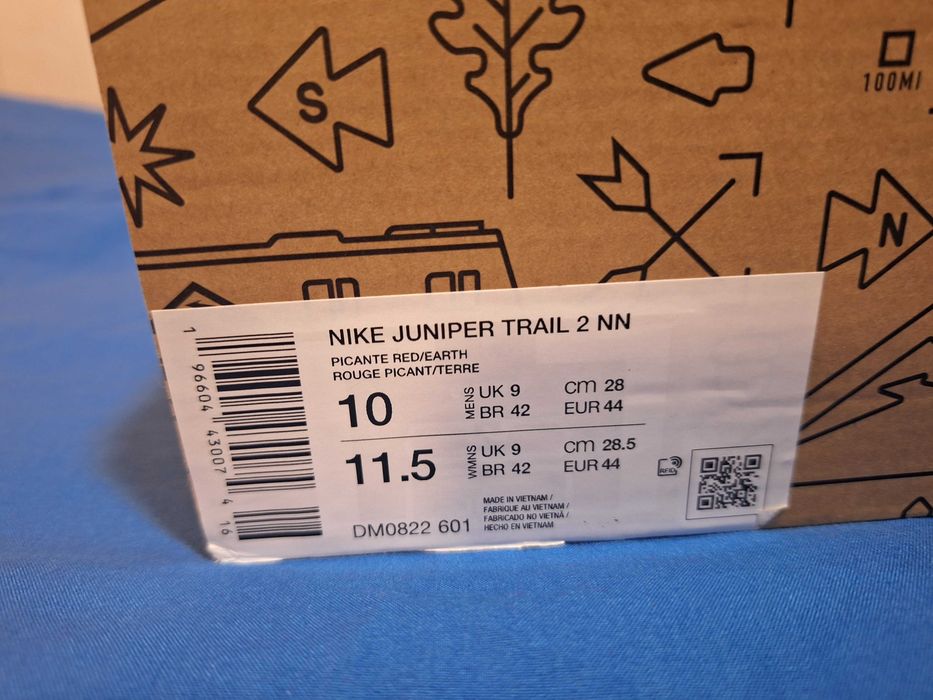 S
100MI
N
NIKE JUNIPER TRAIL 2 NN
PICANTE RED/EARTH
ROUGE PICANT/TERRE
10
MENS
UK 9
CM 28
BR 42
EUR 44
11.5
WMNS
UK 9
CM 28.5
BR 42
EUR 44
RFID
MADE IN VIETNAM /
FABRIQUE AU VIETNAM /
FABRICADO NO VIETNÃ /
HECHO EN VIETNAM
DM0822 601
1 96604 43007 4 16